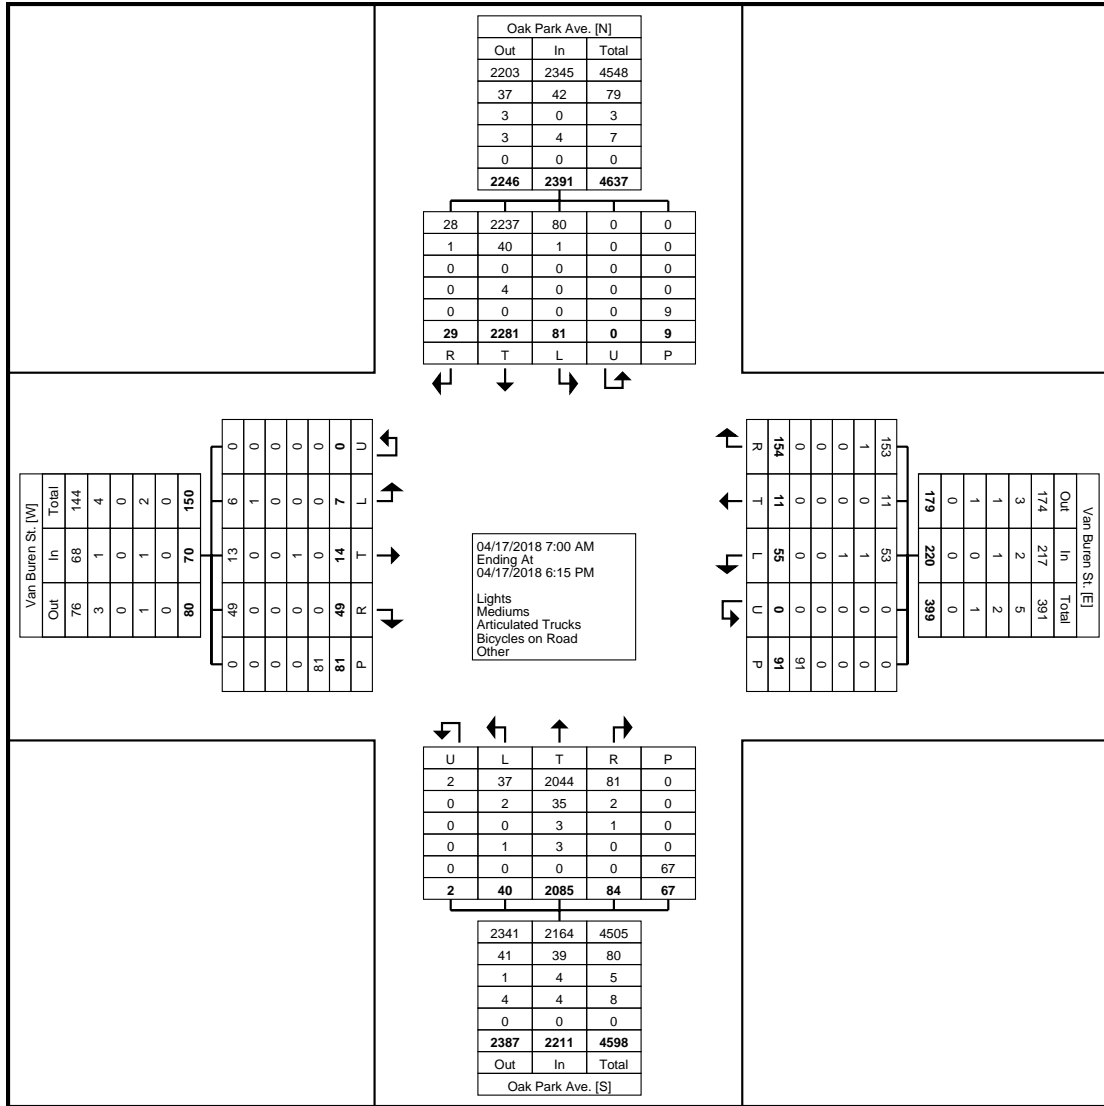 Oak Park Ave. [N]
Out In Total
2203 2345 4548
37 42 79
3 0 3
3 4 7
0 0 0
2246 2391 4637
28 2237 80 0 0
1 40 1 0 0
0 0 0 0 0
0 4 0 0 0
0 0 0 0 9
29 2281 81 0 9
R T L U P
Van Buren St. [W]
Out In Total
76 68 144
3 1 4
0 0 0
1 1 2
0 0 0
80 70 150
0 49 13 6 0
0 0 0 1 0
0 0 0 0 0
0 0 1 0 0
81 0 0 0 0
81 49 14 7 0
P R T L U
04/17/2018 7:00 AM
Ending At
04/17/2018 6:15 PM
Lights
Mediums
Articulated Trucks
Bicycles on Road
Other
Van Buren St. [E]
Out In Total
174 217 391
3 2 5
1 1 2
1 0 1
0 0 0
179 220 399
153 11 53 0 0
1 0 1 0 0
0 0 1 0 0
0 0 0 0 0
0 0 0 0 91
154 11 55 0 91
R T L U P
U L T R P
2 37 2044 81 0
0 2 35 2 0
0 0 3 1 0
0 1 3 0 0
0 0 0 0 67
2 40 2085 84 67
2341 2164 4505
41 39 80
1 4 5
4 4 8
0 0 0
2387 2211 4598
Out In Total
Oak Park Ave. [S]